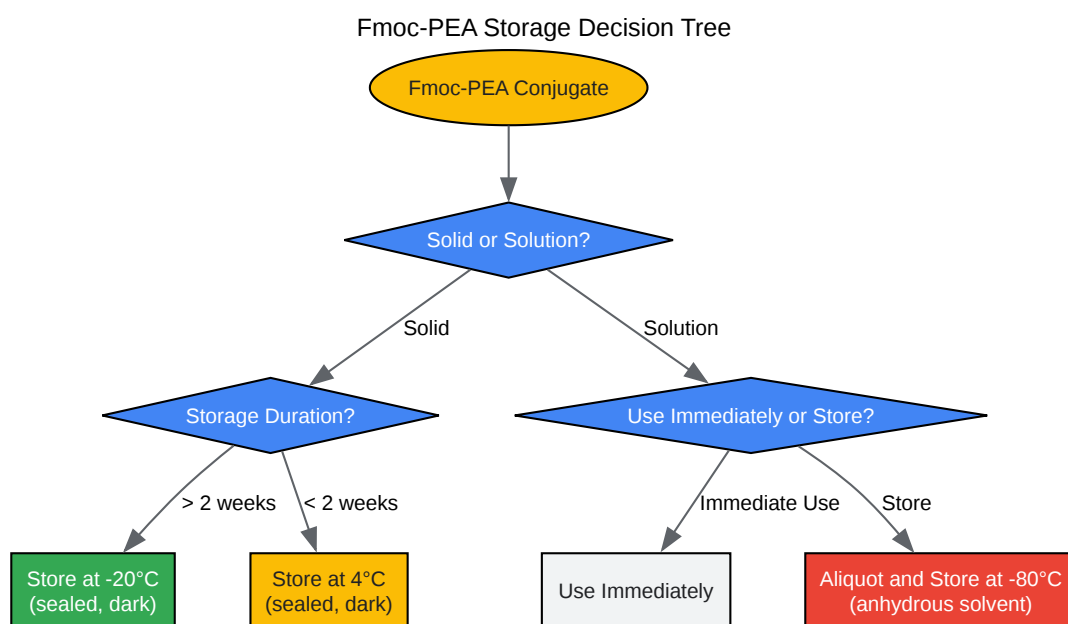 Fmoc-PEA Storage Decision Tree
Fmoc-PEA Conjugate
Solid or Solution?
Solid
Solution
Storage Duration?
Use Immediately or Store?
> 2 weeks
< 2 weeks
Immediate Use
Store
Store at -20°C
(sealed, dark)
Store at 4°C
(sealed, dark)
Use Immediately
Aliquot and Store at -80°C
(anhydrous solvent)